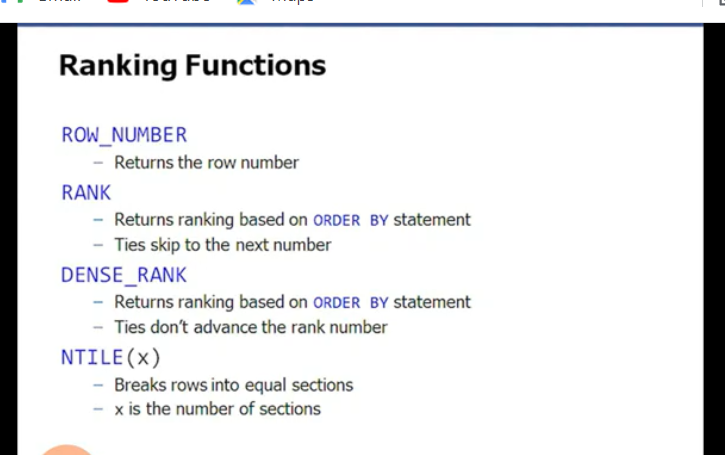 Ranking Functions
ROW_NUMBER
– Returns the row number
RANK
– Returns ranking based on ORDER BY statement
– Ties skip to the next number
DENSE_RANK
– Returns ranking based on ORDER BY statement
– Ties don't advance the rank number
NTILE(x)
– Breaks rows into equal sections
– x is the number of sections